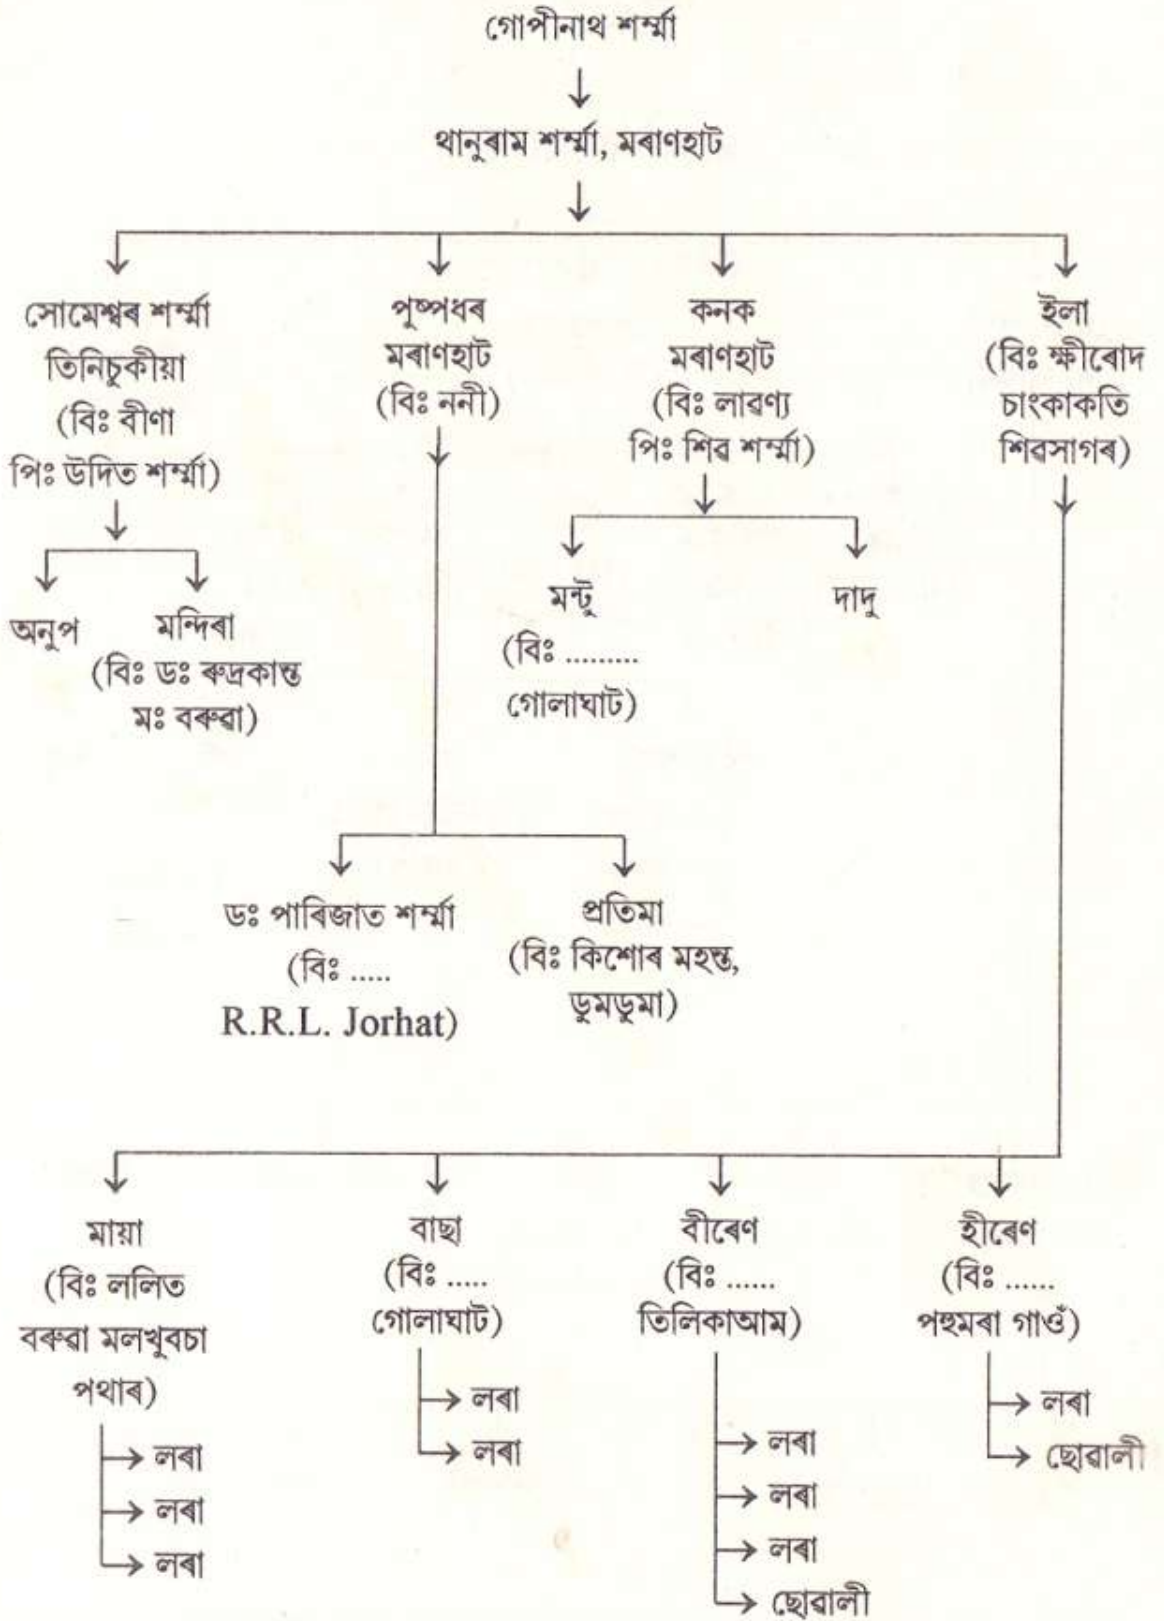 গোপীনাথ শৰ্ম্মা
থানুৰাম শৰ্ম্মা, মৰাণহাট
সোমেশ্বৰ শৰ্ম্মা
তিনিচুকীয়া
(বিঃ বীণা
পিঃ উদিত শৰ্ম্মা)
পুষ্পধৰ
মৰাণহাট
(বিঃ ননী)
কনক
মৰাণহাট
(বিঃ লাৱণ্য
পিঃ শিৱ শৰ্ম্মা)
ইলা
(বিঃ ক্ষীৰোদ
চাংকাকতি
শিৱসাগৰ)
অনুপ
মন্দিৰা
(বিঃ ডঃ ৰুদ্ৰকান্ত
মঃ বৰুৱা)
মন্টু
(বিঃ .........
গোলাঘাট)
দাদু
ডঃ পাৰিজাত শৰ্ম্মা
(বিঃ .....
R.R.L. Jorhat)
প্ৰতিমা
(বিঃ কিশোৰ মহন্ত,
ডুমডুমা)
মায়া
(বিঃ ললিত
বৰুৱা মলখুবচা
পথাৰ)
লৰা
লৰা
লৰা
বাছা
(বিঃ .....
গোলাঘাট)
লৰা
লৰা
বীৰেণ
(বিঃ ......
তিলিকাআম)
লৰা
লৰা
লৰা
ছোৱালী
হীৰেণ
(বিঃ ......
পহুমৰা গাওঁ)
লৰা
ছোৱালী